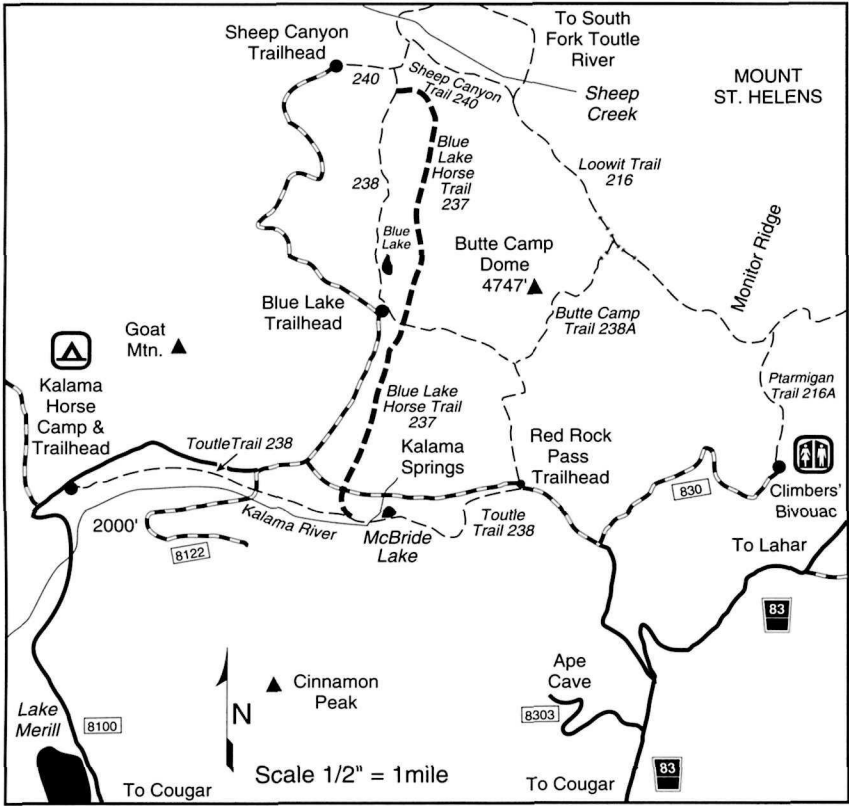 Sheep Canyon
Trailhead
To South
Fork Toutle
River
MOUNT
ST. HELENS
240
Sheep Canyon
Trail 240
Sheep
Creek
Blue
Lake
Horse
Trail
237
Loowit Trail
216
238
Blue
Lake
Butte Camp
Dome
4747'
Monitor Ridge
Blue Lake
Trailhead
Butte Camp
Trail 238A
Goat
Mtn.
Kalama
Horse
Camp &
Trailhead
Blue Lake
Horse Trail
237
Ptarmigan
Trail 216A
ToutleTrail 238
Kalama
Springs
Red Rock
Pass
Trailhead
830
Climbers'
Bivouac
2000'
Kalama River
8122
McBride
Lake
Toutle
Trail 238
To Lahar
83
Ape
Cave
Cinnamon
Peak
N
8303
Lake
Merill
8100
Scale 1/2" = 1mile
83
To Cougar
To Cougar